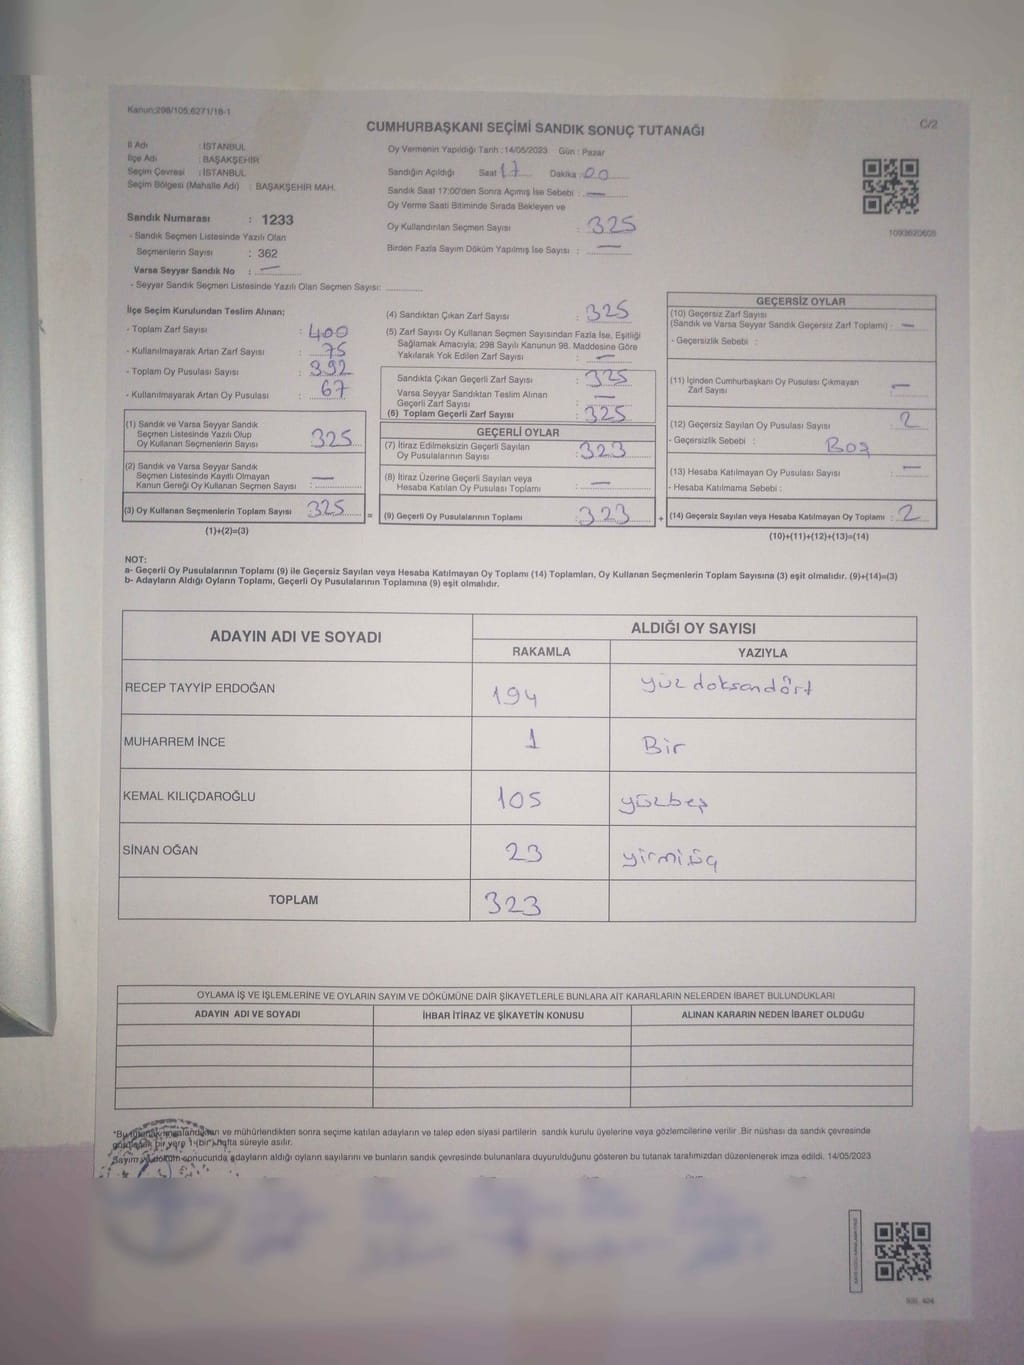 Kanun:298/105;6271/18-1
C/2
CUMHURBAŞKANI SEÇİMİ SANDIK SONUÇ TUTANAĞI
İl Adı : İSTANBUL
İlçe Adı : BAŞAKŞEHİR
Seçim Çevresi : İSTANBUL
Seçim Bölgesi (Mahalle Adı) : BAŞAKŞEHİR MAH.
Sandık Numarası : 1233
- Sandık Seçmen Listesinde Yazılı Olan
Seçmenlerin Sayısı : 362
Varsa Seyyar Sandık No : —
- Seyyar Sandık Seçmen Listesinde Yazılı Olan Seçmen Sayısı:
Oy Vermenin Yapıldığı Tarih : 14/05/2023 Gün : Pazar
Sandığın Açıldığı Saat 17 Dakika : 00
Sandık Saat 17:00'den Sonra Açımış İse Sebebi : —
Oy Verme Saati Bitiminde Sırada Bekleyen ve
Oy Kullandırılan Seçmen Sayısı : 325
Birden Fazla Sayım Döküm Yapılmış İse Sayısı : —
İlçe Seçim Kurulundan Teslim Alınan;
- Toplam Zarf Sayısı : 400
- Kullanılmayarak Artan Zarf Sayısı : 75
- Toplam Oy Pusulası Sayısı : 392
- Kullanılmayarak Artan Oy Pusulası : 67
(1) Sandık ve Varsa Seyyar Sandık
Seçmen Listesinde Yazılı Olup
Oy Kullanan Seçmenlerin Sayısı : 325
(2) Sandık ve Varsa Seyyar Sandık
Seçmen Listesinde Kayıtlı Olmayan
Kanun Gereği Oy Kullanan Seçmen Sayısı : —
(3) Oy Kullanan Seçmenlerin Toplam Sayısı : 325 =
(1)+(2)=(3)
(4) Sandıktan Çıkan Zarf Sayısı : 325
(5) Zarf Sayısı Oy Kullanan Seçmen Sayısından Fazla İse, Eşitliği
Sağlamak Amacıyla; 298 Sayılı Kanunun 98. Maddesine Göre
Yakılarak Yok Edilen Zarf Sayısı : —
Sandıkta Çıkan Geçerli Zarf Sayısı : 325
Varsa Seyyar Sandıktan Teslim Alınan
Geçerli Zarf Sayısı : —
(6) Toplam Geçerli Zarf Sayısı : 325
GEÇERLİ OYLAR
(7) İtiraz Edilmeksizin Geçerli Sayılan
Oy Pusulalarının Sayısı : 323
(8) İtiraz Üzerine Geçerli Sayılan veya
Hesaba Katılan Oy Pusulası Toplamı : —
(9) Geçerli Oy Pusulalarının Toplamı : 323 +
GEÇERSİZ OYLAR
(10) Geçersiz Zarf Sayısı
(Sandık ve Varsa Seyyar Sandık Geçersiz Zarf Toplamı) : —
- Geçersizlik Sebebi :
(11) İçinden Cumhurbaşkanı Oy Pusulası Çıkmayan
Zarf Sayısı : —
(12) Geçersiz Sayılan Oy Pusulası Sayısı : 2
- Geçersizlik Sebebi : Boş
(13) Hesaba Katılmayan Oy Pusulası Sayısı : —
- Hesaba Katılmama Sebebi :
(14) Geçersiz Sayılan veya Hesaba Katılmayan Oy Toplamı : 2
(10)+(11)+(12)+(13)=(14)
NOT:
a- Geçerli Oy Pusulalarının Toplamı (9) ile Geçersiz Sayılan veya Hesaba Katılmayan Oy Toplamı (14) Toplamları, Oy Kullanan Seçmenlerin Toplam Sayısına (3) eşit olmalıdır. (9)+(14)=(3)
b- Adayların Aldığı Oyların Toplamı, Geçerli Oy Pusulalarının Toplamına (9) eşit olmalıdır.
ADAYIN ADI VE SOYADI
ALDIĞI OY SAYISI
RAKAMLA YAZIYLA
RECEP TAYYİP ERDOĞAN 194 yüz doksandört
MUHARREM İNCE 1 Bir
KEMAL KILIÇDAROĞLU 105 yüzbeş
SİNAN OĞAN 23 yirmiüç
TOPLAM 323
OYLAMA İŞ VE İŞLEMLERİNE VE OYLARIN SAYIM VE DÖKÜMÜNE DAİR ŞİKAYETLERLE BUNLARA AİT KARARLARIN NELERDEN İBARET BULUNDUKLARI
ADAYIN ADI VE SOYADI İHBAR İTİRAZ VE ŞİKAYETİN KONUSU ALINAN KARARIN NEDEN İBARET OLDUĞU
ve mühürlendikten sonra seçime katılan adayların ve talep eden siyasi partilerin sandık kurulu üyelerine veya gözlemcilerine verilir .Bir nüshası da sandık çevresinde
bir yere 1 (bir) hafta süreyle asılır.
Sayım döküm sonucunda adayların aldığı oyların sayılarını ve bunların sandık çevresinde bulunanlara duyurulduğunu gösteren bu tutanak tarafımızdan düzenlenerek imza edildi. 14/05/2023